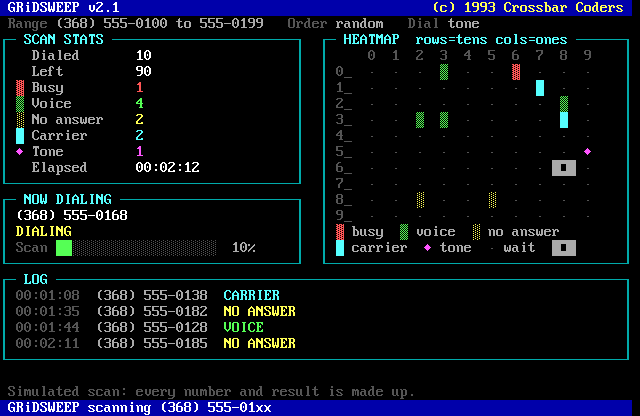 GRiDSWEEP v2.1 (c) 1993 Crossbar Coders
Range (368) 555-0100 to 555-0199 Order random Dial tone
SCAN STATS
Dialed 10
Left 90
Busy 1
Voice 4
No answer 2
Carrier 2
Tone 1
Elapsed 00:02:12
HEATMAP rows=tens cols=ones
0 1 2 3 4 5 6 7 8 9
0_
1_
2_
3_
4_
5_
6_
7_
8_
9_
busy voice no answer
carrier tone wait
NOW DIALING
(368) 555-0168
DIALING
Scan 10%
LOG
00:01:08 (368) 555-0138 CARRIER
00:01:35 (368) 555-0182 NO ANSWER
00:01:44 (368) 555-0128 VOICE
00:02:11 (368) 555-0185 NO ANSWER
Simulated scan: every number and result is made up.
GRiDSWEEP scanning (368) 555-01xx